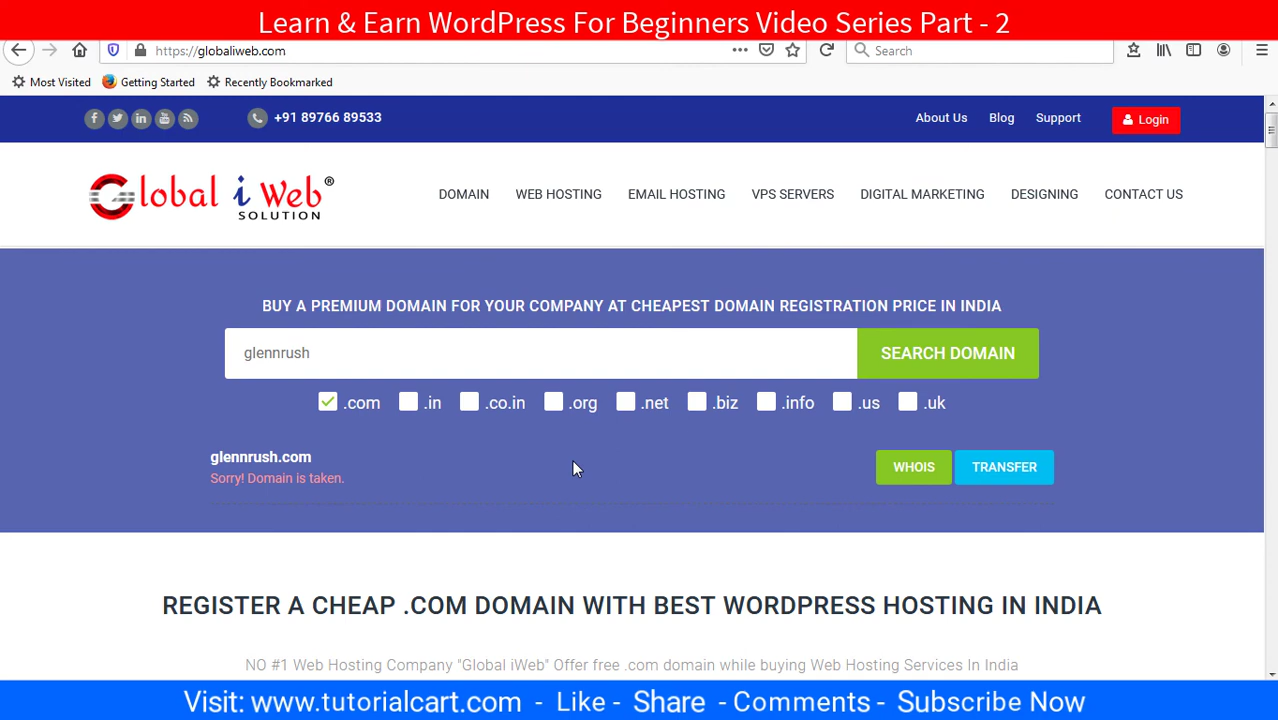 Learn & Earn WordPress For Beginners Video Series Part - 2
https://globaliweb.com
Search
Most Visited Getting Started Recently Bookmarked
+91 89766 89533 About Us Blog Support Login
Global i Web® SOLUTION
DOMAIN WEB HOSTING EMAIL HOSTING VPS SERVERS DIGITAL MARKETING DESIGNING CONTACT US
BUY A PREMIUM DOMAIN FOR YOUR COMPANY AT CHEAPEST DOMAIN REGISTRATION PRICE IN INDIA
glennrush SEARCH DOMAIN
.com .in .co.in .org .net .biz .info .us .uk
glennrush.com
Sorry! Domain is taken.
WHOIS TRANSFER
REGISTER A CHEAP .COM DOMAIN WITH BEST WORDPRESS HOSTING IN INDIA
NO #1 Web Hosting Company "Global iWeb" Offer free .com domain while buying Web Hosting Services In India
Visit: www.tutorialcart.com - Like - Share - Comments - Subscribe Now